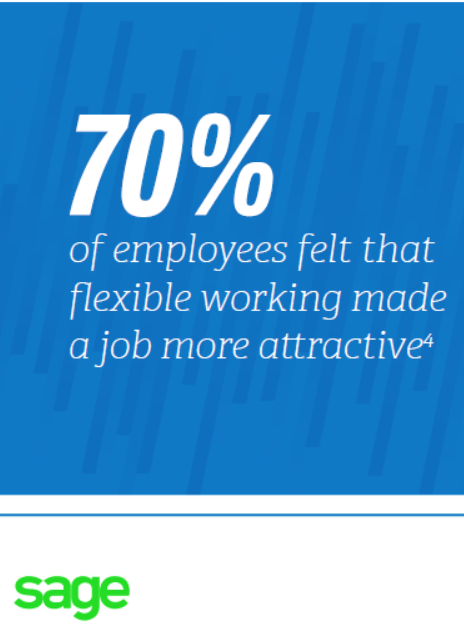 70%
of employees felt that
flexible working made
a job more attractive⁴
sage